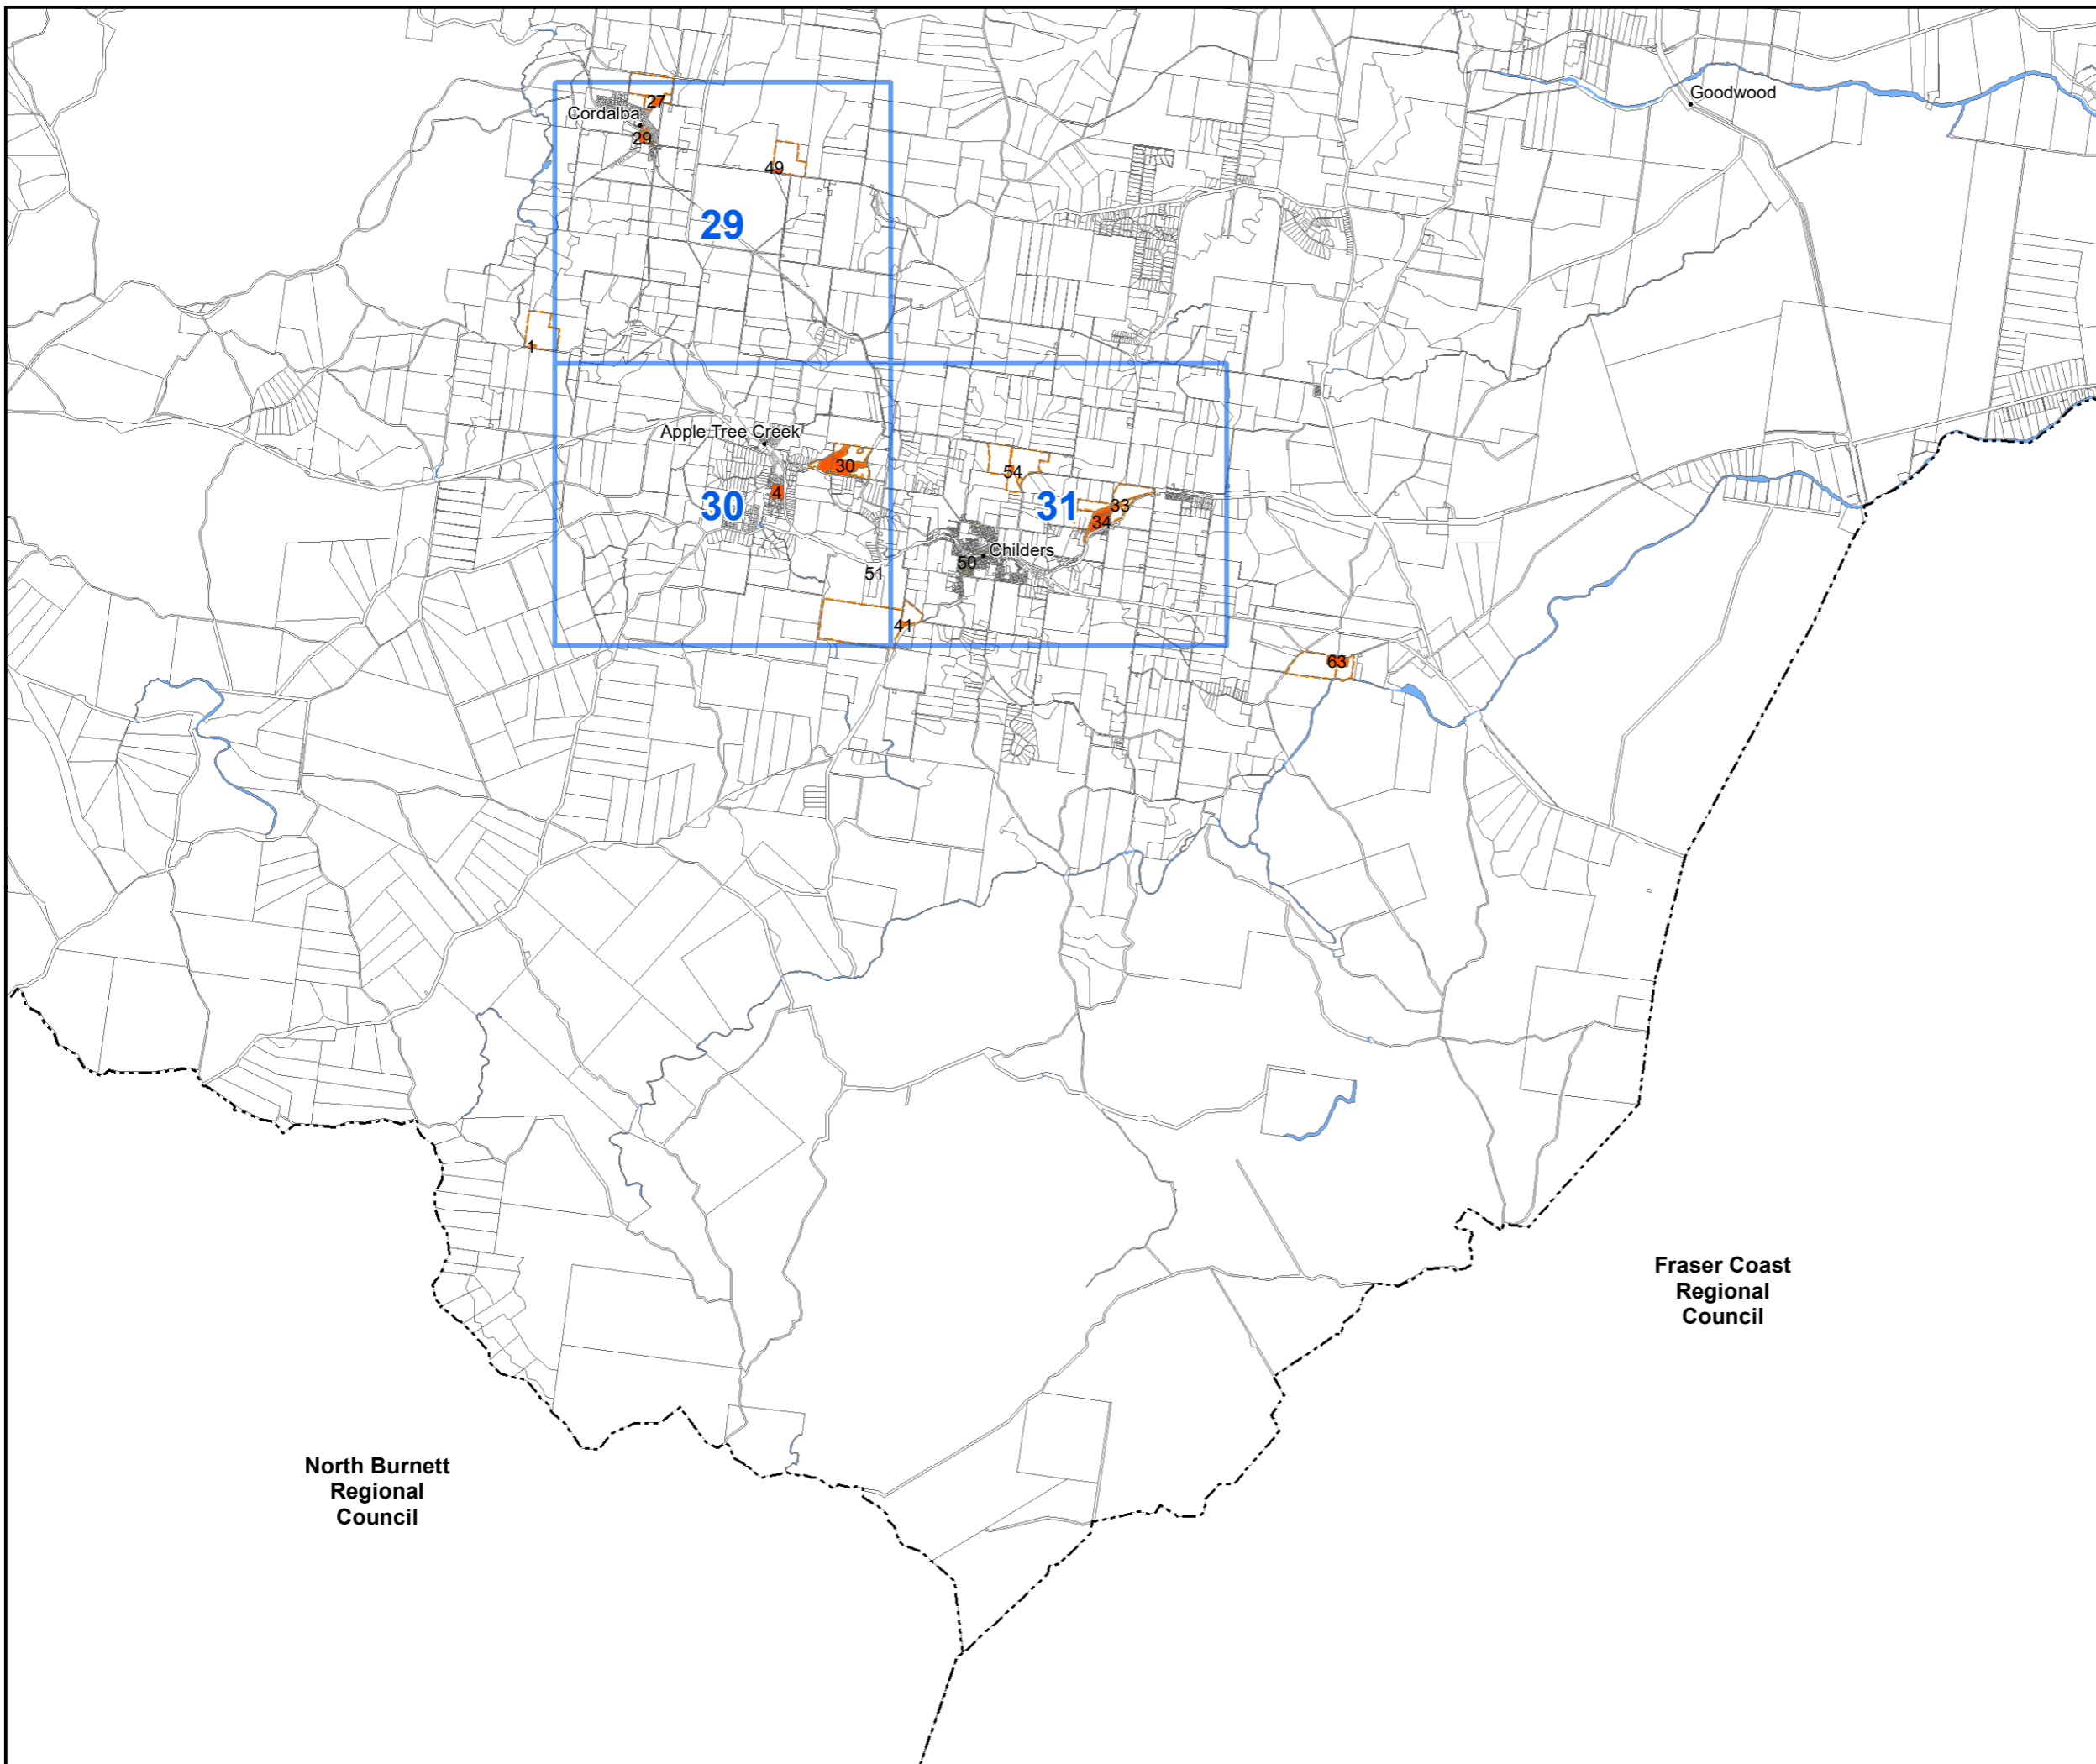 Goodwood
27
Cordalba
29
49
29
1
Apple Tree Creek
30
54
4
30
31
33
34
Childers
50
51
41
63
Fraser Coast
Regional
Council
North Burnett
Regional
Council